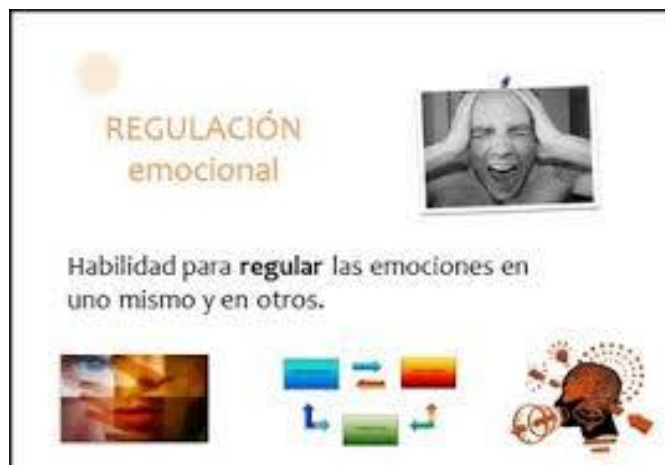 REGULACIÓN
emocional
Habilidad para regular las emociones en
uno mismo y en otros.